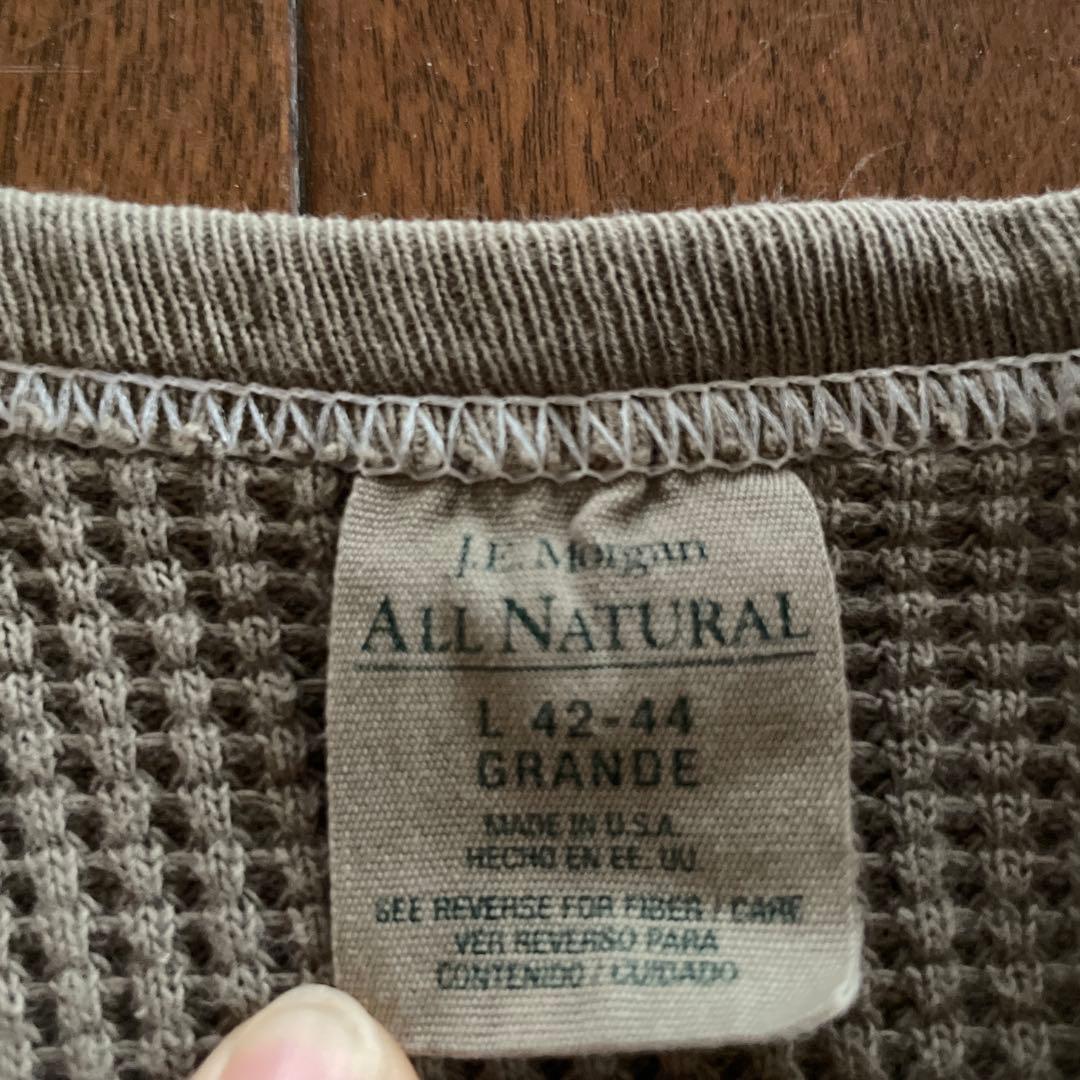 J.E. Morgan
ALL NATURAL
L 42-44
GRANDE
MADE IN U.S.A.
HECHO EN EE. UU
SEE REVERSE FOR FIBER / CARE
VER REVERSO PARA
CONTENIDO / CUIDADO